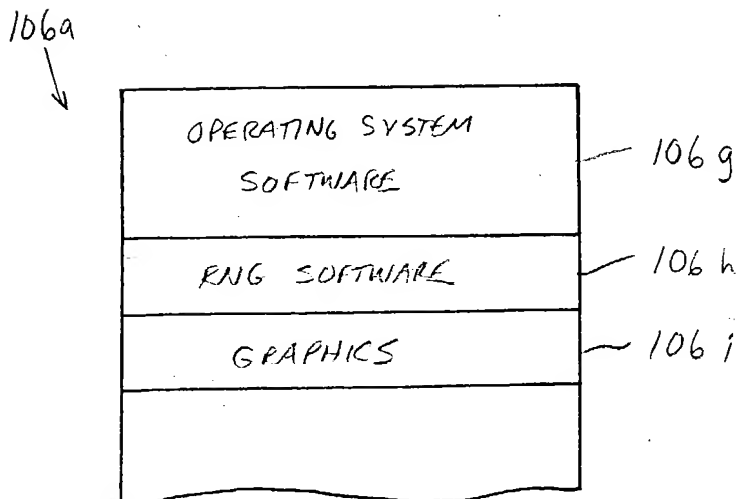 106a
OPERATING SYSTEM
SOFTWARE
106g
RNG SOFTWARE
106h
GRAPHICS
106i